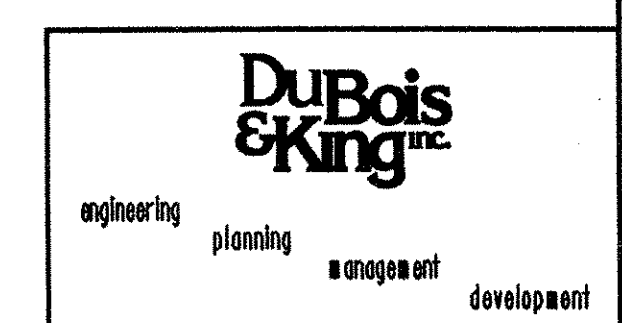 DuBois
&King inc.
engineering
planning
management
development